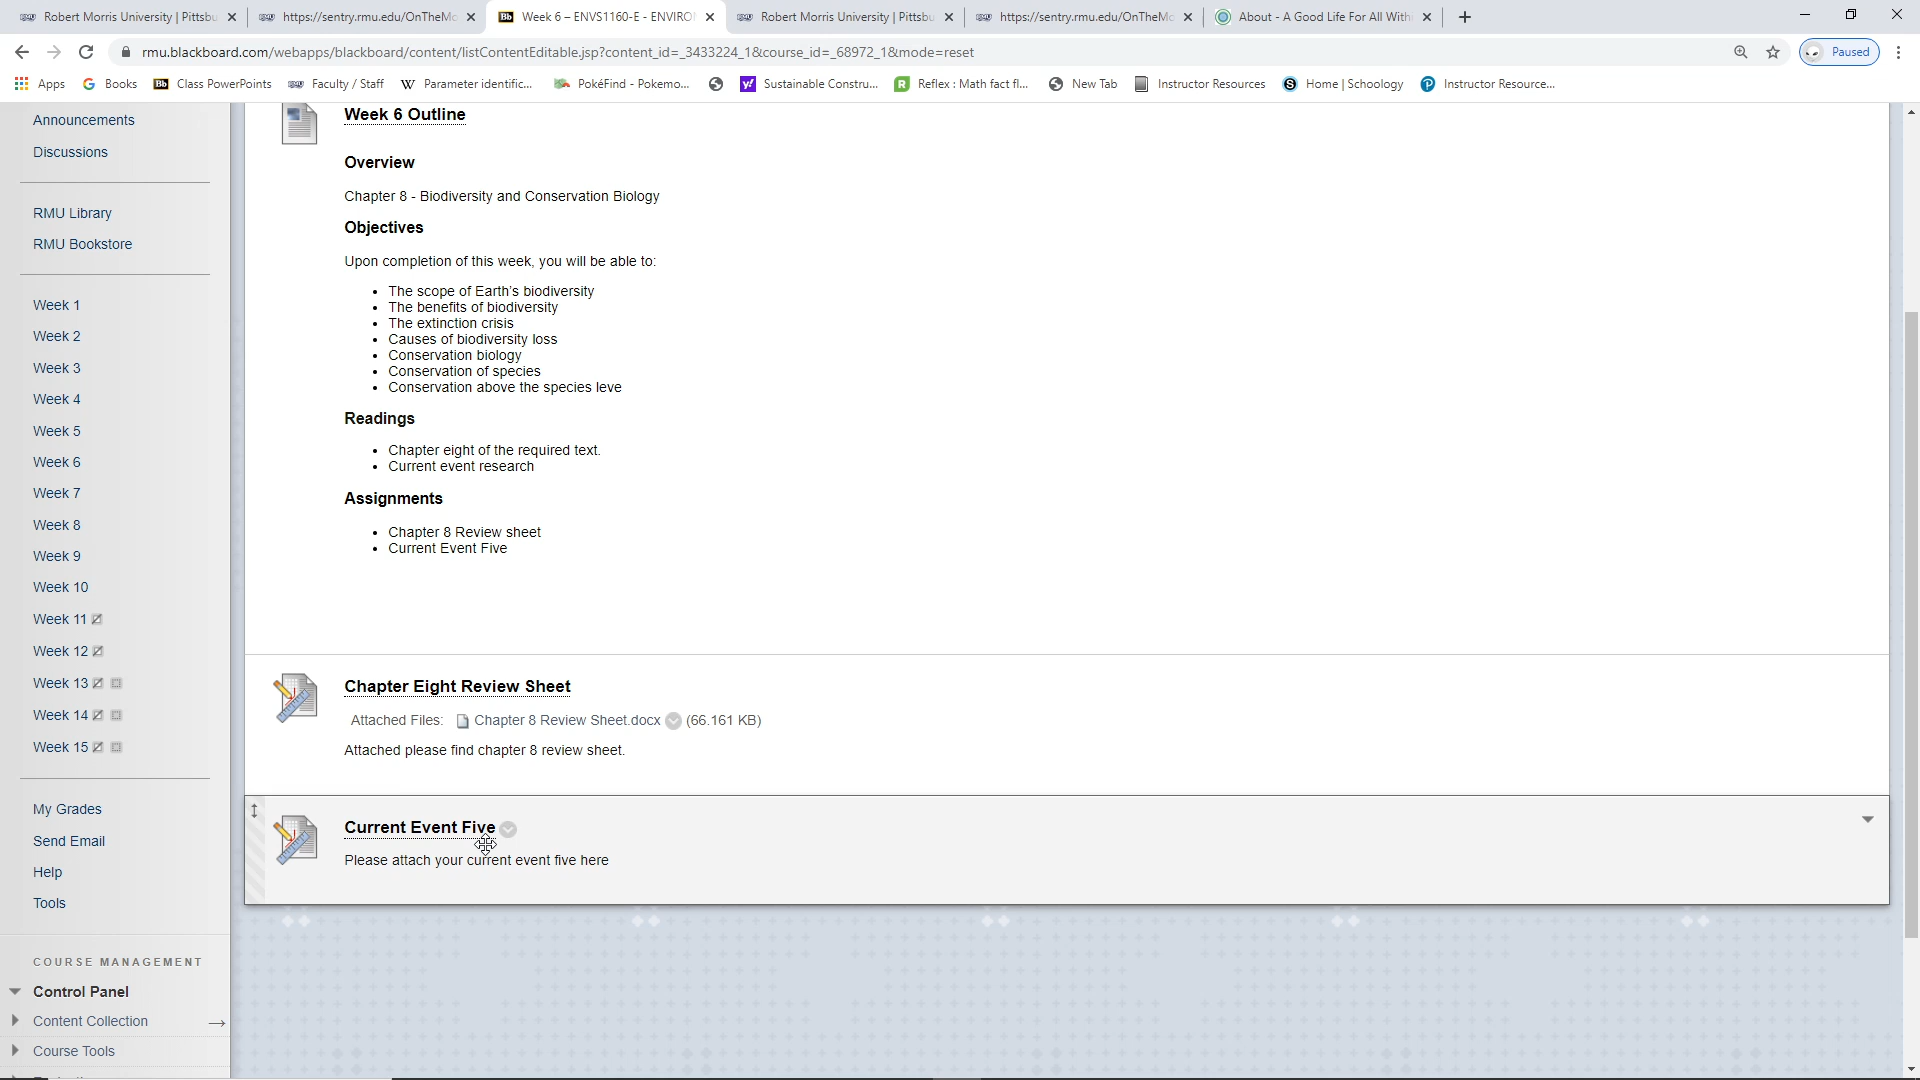 Robert Morris University | Pittsbu
https://sentry.rmu.edu/OnTheMo
Bb Week 6 – ENVS1160-E - ENVIRON
Robert Morris University | Pittsbu
https://sentry.rmu.edu/OnTheMo
About - A Good Life For All With
rmu.blackboard.com/webapps/blackboard/content/listContentEditable.jsp?content_id=_3433224_1&course_id=_68972_1&mode=reset
Paused
Apps
Books
Bb Class PowerPoints
Faculty / Staff
W Parameter identific...
PokéFind - Pokemo...
y! Sustainable Constru...
R Reflex : Math fact fl...
New Tab
Instructor Resources
S Home | Schoology
P Instructor Resource...
Announcements
Discussions
RMU Library
RMU Bookstore
Week 1
Week 2
Week 3
Week 4
Week 5
Week 6
Week 7
Week 8
Week 9
Week 10
Week 11
Week 12
Week 13
Week 14
Week 15
My Grades
Send Email
Help
Tools
COURSE MANAGEMENT
Control Panel
Content Collection
Course Tools
Week 6 Outline
Overview
Chapter 8 - Biodiversity and Conservation Biology
Objectives
Upon completion of this week, you will be able to:
• The scope of Earth's biodiversity
• The benefits of biodiversity
• The extinction crisis
• Causes of biodiversity loss
• Conservation biology
• Conservation of species
• Conservation above the species leve
Readings
• Chapter eight of the required text.
• Current event research
Assignments
• Chapter 8 Review sheet
• Current Event Five
Chapter Eight Review Sheet
Attached Files: Chapter 8 Review Sheet.docx (66.161 KB)
Attached please find chapter 8 review sheet.
Current Event Five
Please attach your current event five here